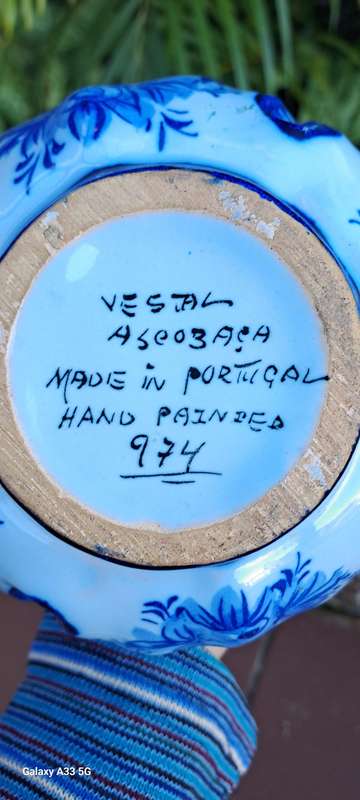 VESTAL
ALCOBAÇA
MADE IN PORTUGAL
HAND PAINTED
974
Galaxy A33 5G